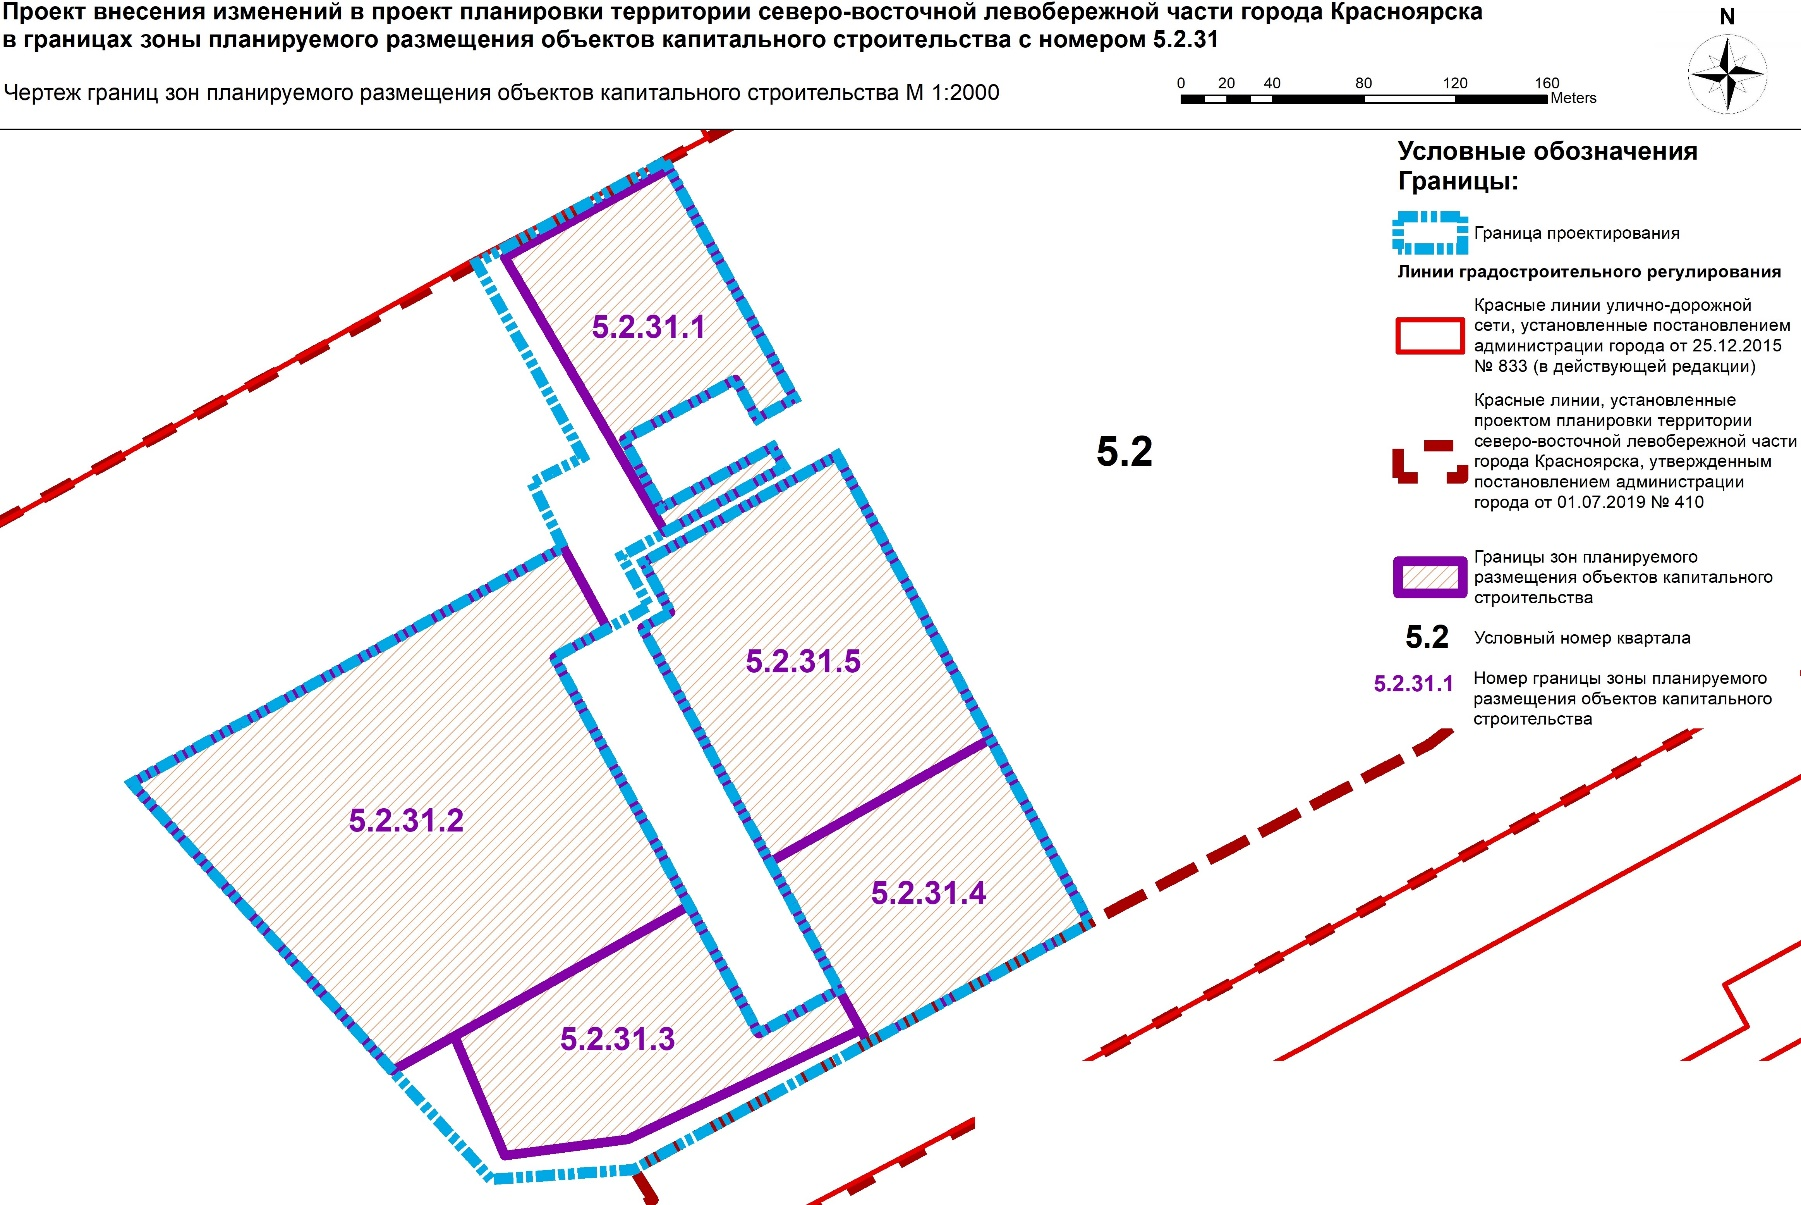 Проект внесения изменений в проект планировки территории северо-восточной левобережной части города Красноярска
в границах зоны планируемого размещения объектов капитального строительства с номером 5.2.31
Чертеж границ зон планируемого размещения объектов капитального строительства М 1:2000
0 20 40 80 120 160
Meters
N
Условные обозначения
Границы:
Граница проектирования
Линии градостроительного регулирования
Красные линии улично-дорожной
сети, установленные постановлением
администрации города от 25.12.2015
№ 833 (в действующей редакции)
Красные линии, установленные
проектом планировки территории
северо-восточной левобережной части
города Красноярска, утвержденным
постановлением администрации
города от 01.07.2019 № 410
Границы зон планируемого
размещения объектов капитального
строительства
5.2 Условный номер квартала
5.2.31.1 Номер границы зоны планируемого
размещения объектов капитального
строительства
5.2.31.1
5.2
5.2.31.5
5.2.31.2
5.2.31.4
5.2.31.3